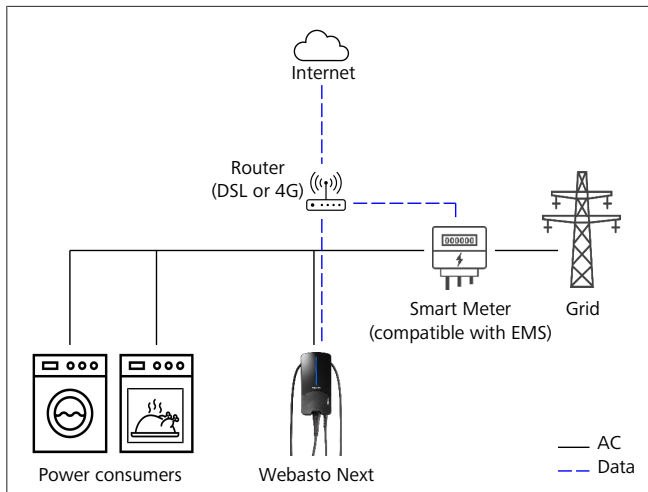 Internet
Router
(DSL or 4G)
000000
Smart Meter
(compatible with EMS)
Grid
Power consumers
Webasto Next
AC
Data